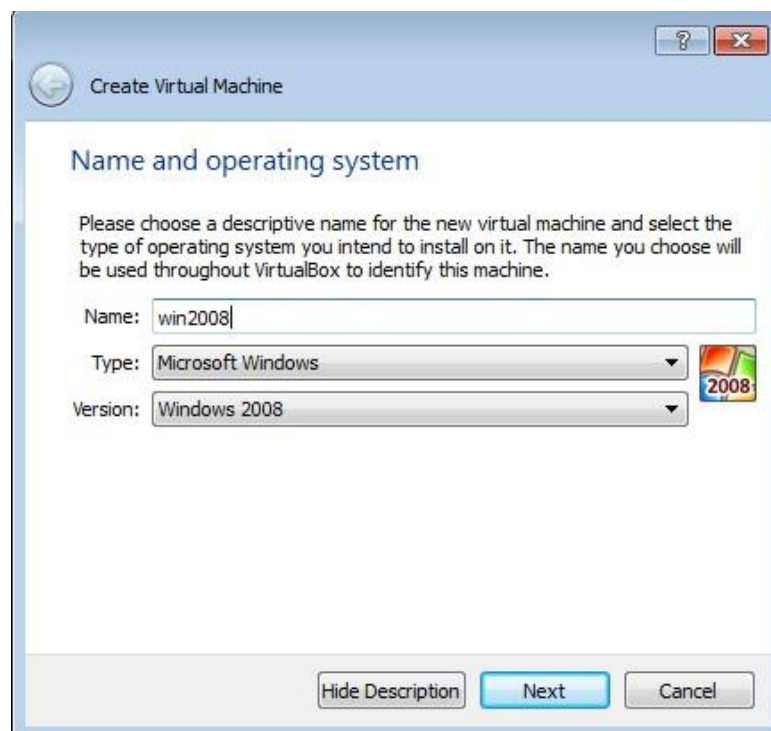 ?
Create Virtual Machine
Name and operating system
Please choose a descriptive name for the new virtual machine and select the
type of operating system you intend to install on it. The name you choose will
be used throughout VirtualBox to identify this machine.
Name: win2008
Type: Microsoft Windows
2008
Version: Windows 2008
Hide Description Next Cancel